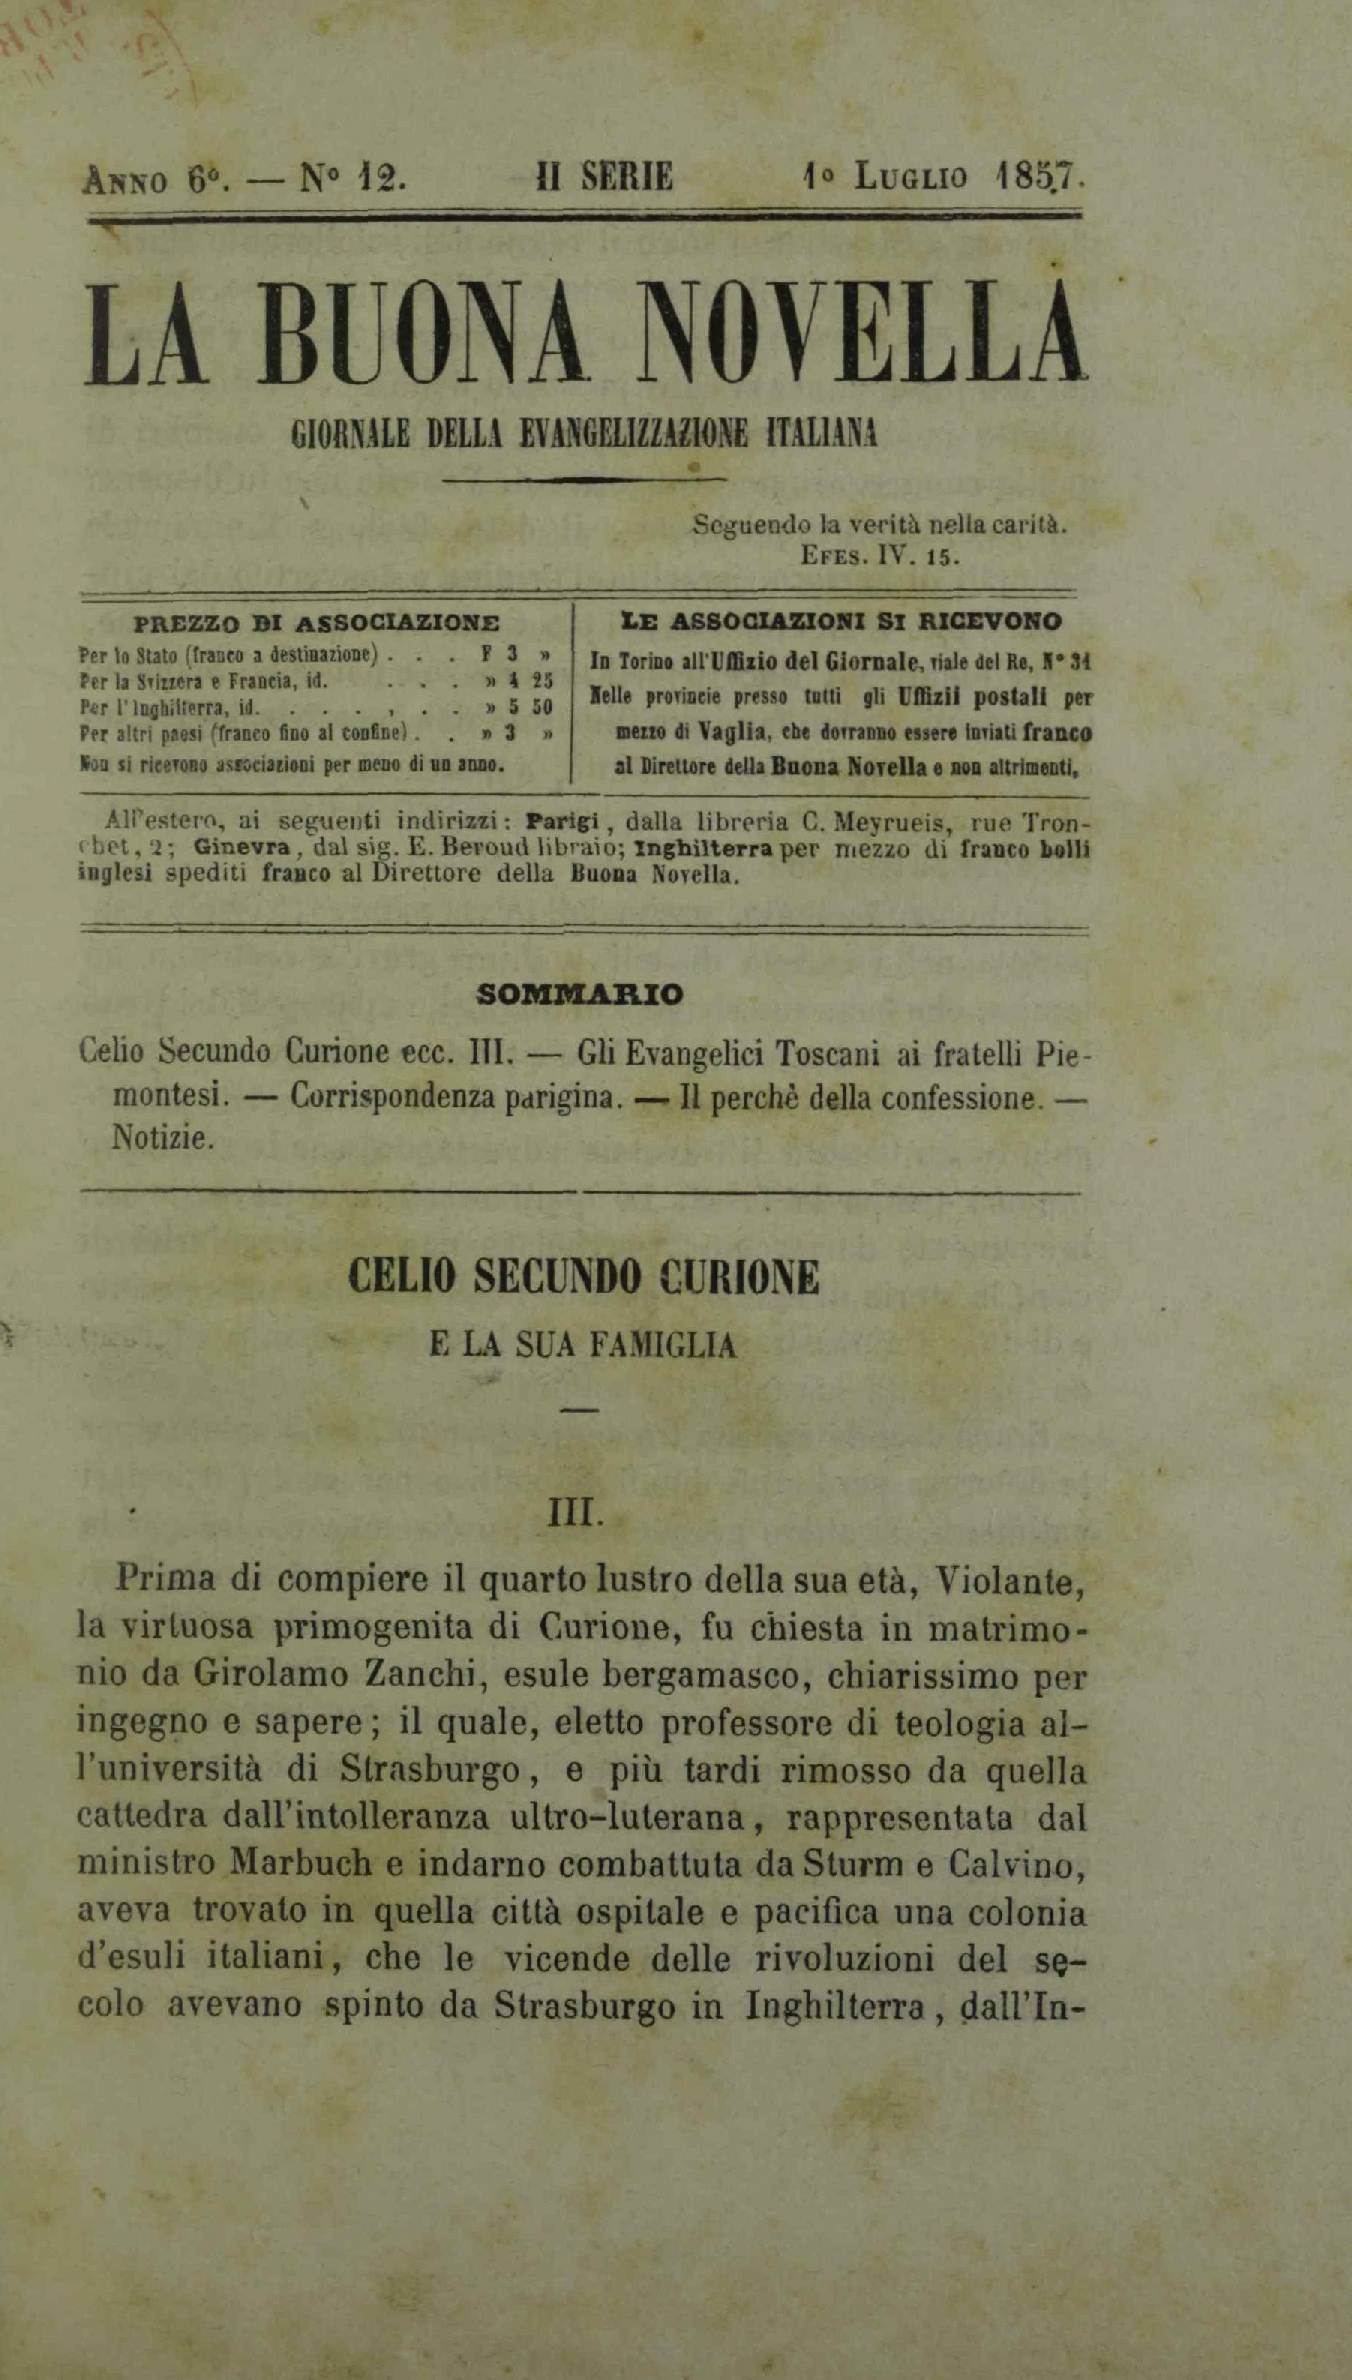 ANNO 6º. — Nº 12.
II SERIE
1º LUGLIO 1857.
LA BUONA NOVELLA
GIORNALE DELLA EVANGELIZZAZIONE ITALIANA
Seguendo la verità nella carità.
EFES. IV. 15.
PREZZO DI ASSOCIAZIONE
Per lo Stato (franco a destinazione) . . . F 3 »
Per la Svizzera e Francia, id. . . . » 4 25
Per l'Inghilterra, id. . . . , . . » 5 50
Per altri paesi (franco fino al confine) . . » 3 »
Non si ricevono associazioni per meno di un anno.
LE ASSOCIAZIONI SI RICEVONO
In Torino all'Uffizio del Giornale, viale del Re, Nº 31
Nelle provincie presso tutti gli Uffizii postali per
mezzo di Vaglia, che dovranno essere inviati franco
al Direttore della Buona Novella e non altrimenti,
All'estero, ai seguenti indirizzi: Parigi, dalla libreria C. Meyrueis, rue Tron-
chet, 2; Ginevra, dal sig. E. Beroud libraio; Inghilterra per mezzo di franco bolli
inglesi spediti franco al Direttore della Buona Novella.
SOMMARIO
Celio Secundo Curione ecc. III. — Gli Evangelici Toscani ai fratelli Pie-
montesi. — Corrispondenza parigina. — Il perchè della confessione. —
Notizie.
CELIO SECUNDO CURIONE
E LA SUA FAMIGLIA
III.
Prima di compiere il quarto lustro della sua età, Violante,
la virtuosa primogenita di Curione, fu chiesta in matrimo-
nio da Girolamo Zanchi, esule bergamasco, chiarissimo per
ingegno e sapere; il quale, eletto professore di teologia al-
l'università di Strasburgo, e più tardi rimosso da quella
cattedra dall'intolleranza ultro-luterana, rappresentata dal
ministro Marbuch e indarno combattuta da Sturm e Calvino,
aveva trovato in quella città ospitale e pacifica una colonia
d'esuli italiani, che le vicende delle rivoluzioni del se-
colo avevano spinto da Strasburgo in Inghilterra, dall'In-